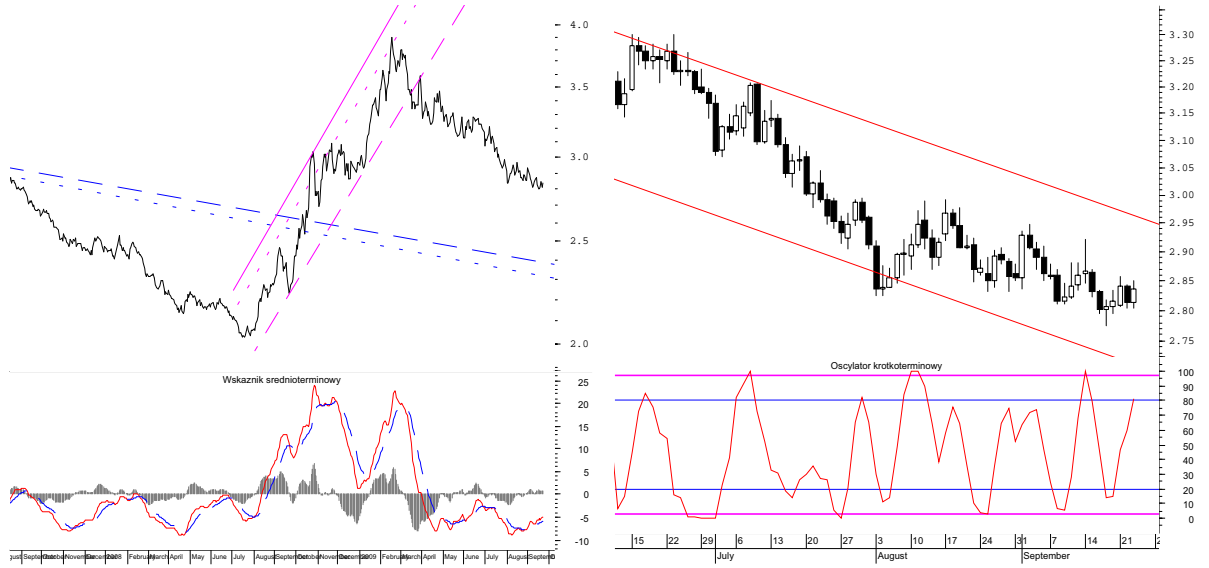 4.0
3.5
3.0
2.5
2.0
Wskaznik srednioterminowy
25
20
15
10
5
0
-5
-10
November
2008
February
March
April
May
June
July
August
October
November
2009
February
March
April
May
June
July
August
3.30
3.25
3.20
3.15
3.10
3.05
3.00
2.95
2.90
2.85
2.80
2.75
Oscylator krotkoterminowy
100
90
80
70
60
50
40
30
20
10
0
15 22 29 6 13 20 27 3 10 17 24 31 7 14 21
July August September